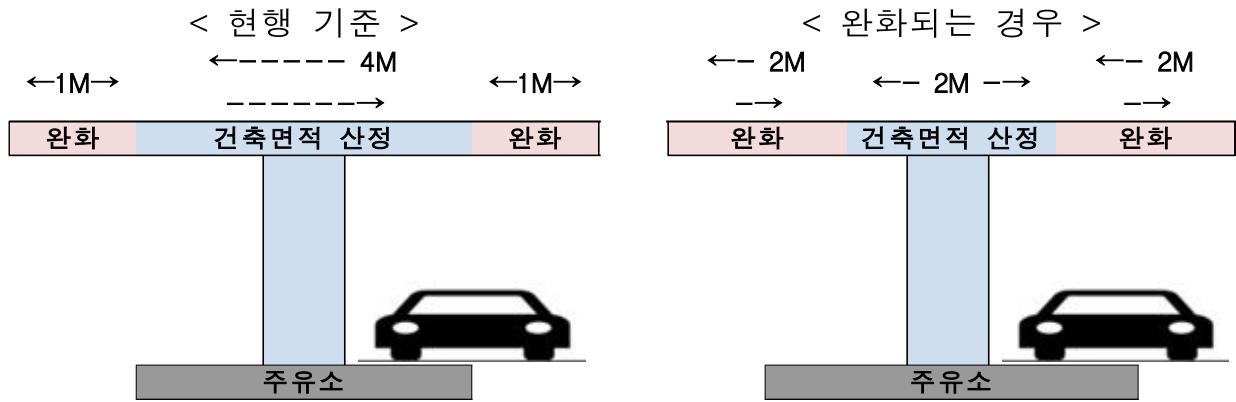 < 현행 기준 >
4M
1M
1M
완화
건축면적 산정
완화
주유소
< 완화되는 경우 >
2M
2M
2M
완화
건축면적 산정
완화
주유소